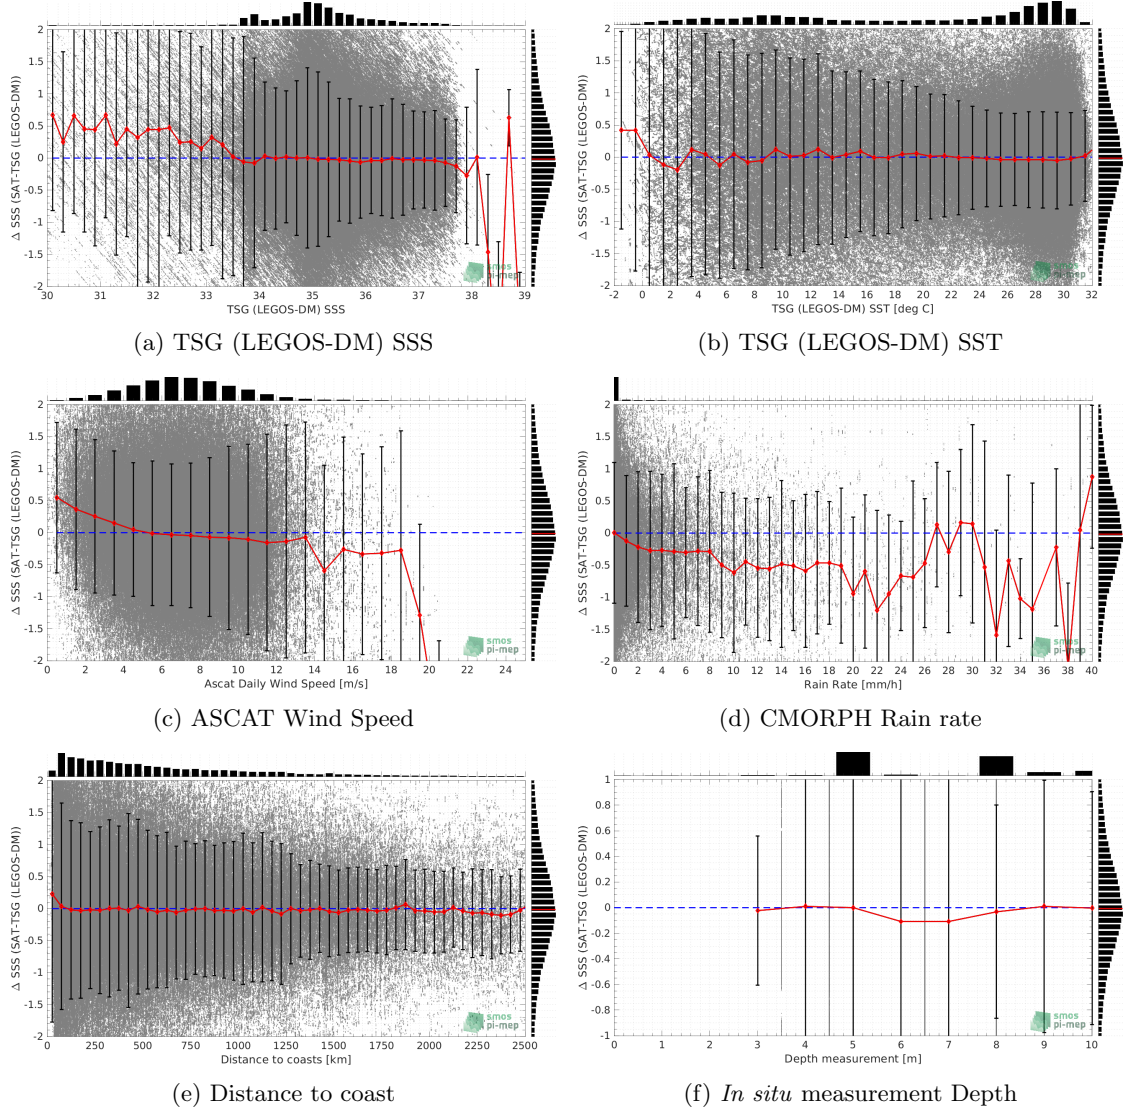 2
1.5
1
0.5
0
-0.5
-1
-1.5
-2
Δ SSS (SAT-TSG (LEGOS-DM))
30 31 32 33 34 35 36 37 38 39
TSG (LEGOS-DM) SSS
smos
pi-mep
(a) TSG (LEGOS-DM) SSS
2
1.5
1
0.5
0
-0.5
-1
-1.5
-2
Δ SSS (SAT-TSG (LEGOS-DM))
-2 0 2 4 6 8 10 12 14 16 18 20 22 24 26 28 30 32
TSG (LEGOS-DM) SST [deg C]
smos
pi-mep
(b) TSG (LEGOS-DM) SST
2
1.5
1
0.5
0
-0.5
-1
-1.5
-2
Δ SSS (SAT-TSG (LEGOS-DM))
0 2 4 6 8 10 12 14 16 18 20 22 24
Ascat Daily Wind Speed [m/s]
smos
pi-mep
(c) ASCAT Wind Speed
2
1.5
1
0.5
0
-0.5
-1
-1.5
-2
Δ SSS (SAT-TSG (LEGOS-DM))
0 2 4 6 8 10 12 14 16 18 20 22 24 26 28 30 32 34 36 38 40
Rain Rate [mm/h]
smos
pi-mep
(d) CMORPH Rain rate
2
1.5
1
0.5
0
-0.5
-1
-1.5
-2
Δ SSS (SAT-TSG (LEGOS-DM))
0 250 500 750 1000 1250 1500 1750 2000 2250 2500
Distance to coasts [km]
smos
pi-mep
(e) Distance to coast
1
0.8
0.6
0.4
0.2
0
-0.2
-0.4
-0.6
-0.8
-1
Δ SSS (SAT-TSG (LEGOS-DM))
0 1 2 3 4 5 6 7 8 9 10
Depth measurement [m]
smos
pi-mep
(f) In situ measurement Depth